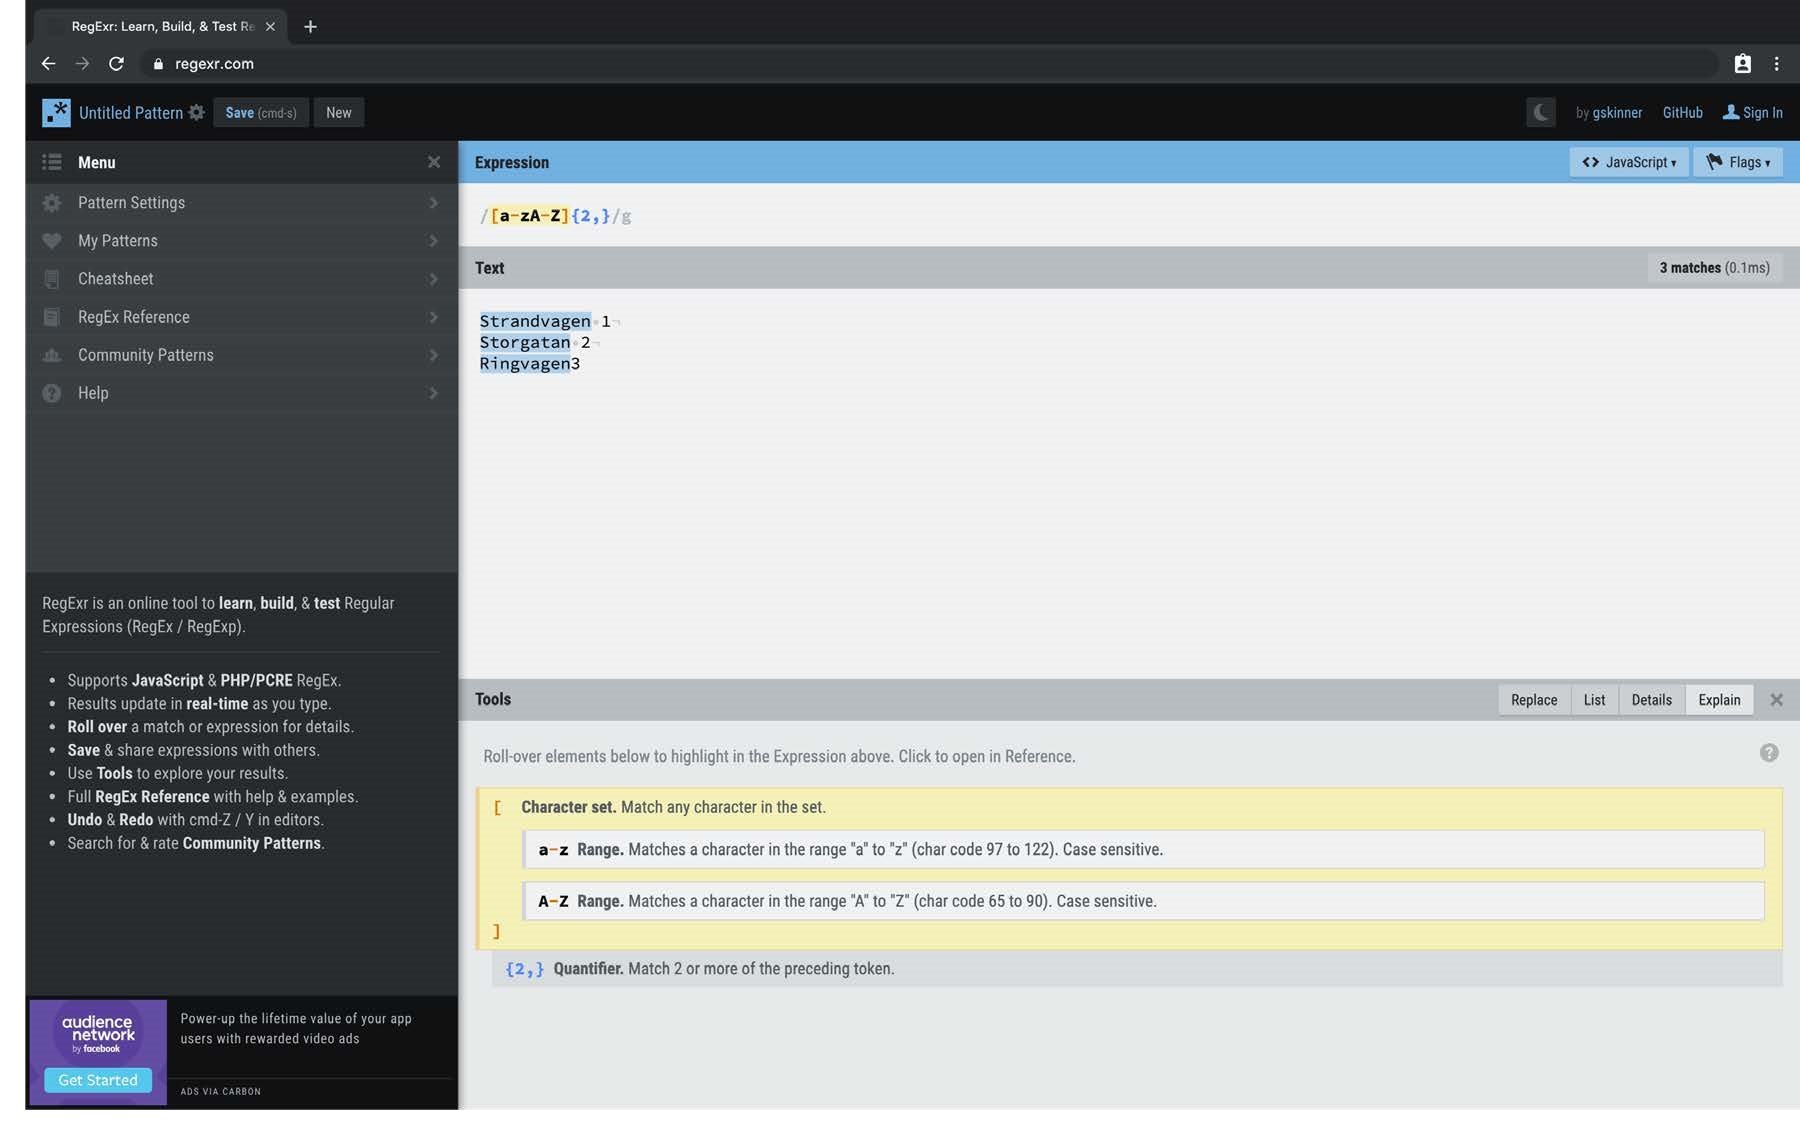 RegExr: Learn, Build, & Test Re
regexr.com
Untitled Pattern
Save (cmd-s)
New
by gskinner
GitHub
Sign In
Menu
Pattern Settings
My Patterns
Cheatsheet
RegEx Reference
Community Patterns
Help
RegExr is an online tool to learn, build, & test Regular
Expressions (RegEx / RegExp).
• Supports JavaScript & PHP/PCRE RegEx.
• Results update in real-time as you type.
• Roll over a match or expression for details.
• Save & share expressions with others.
• Use Tools to explore your results.
• Full RegEx Reference with help & examples.
• Undo & Redo with cmd-Z / Y in editors.
• Search for & rate Community Patterns.
audience
network
by facebook
Get Started
Power-up the lifetime value of your app
users with rewarded video ads
ADS VIA CARBON
Expression
<> JavaScript ▾
Flags ▾
/[a-zA-Z]{2,}/g
Text
3 matches (0.1ms)
Strandvagen 1
Storgatan 2
Ringvagen3
Tools
Replace
List
Details
Explain
Roll-over elements below to highlight in the Expression above. Click to open in Reference.
[ Character set. Match any character in the set.
a-z Range. Matches a character in the range "a" to "z" (char code 97 to 122). Case sensitive.
A-Z Range. Matches a character in the range "A" to "Z" (char code 65 to 90). Case sensitive.
]
{2,} Quantifier. Match 2 or more of the preceding token.